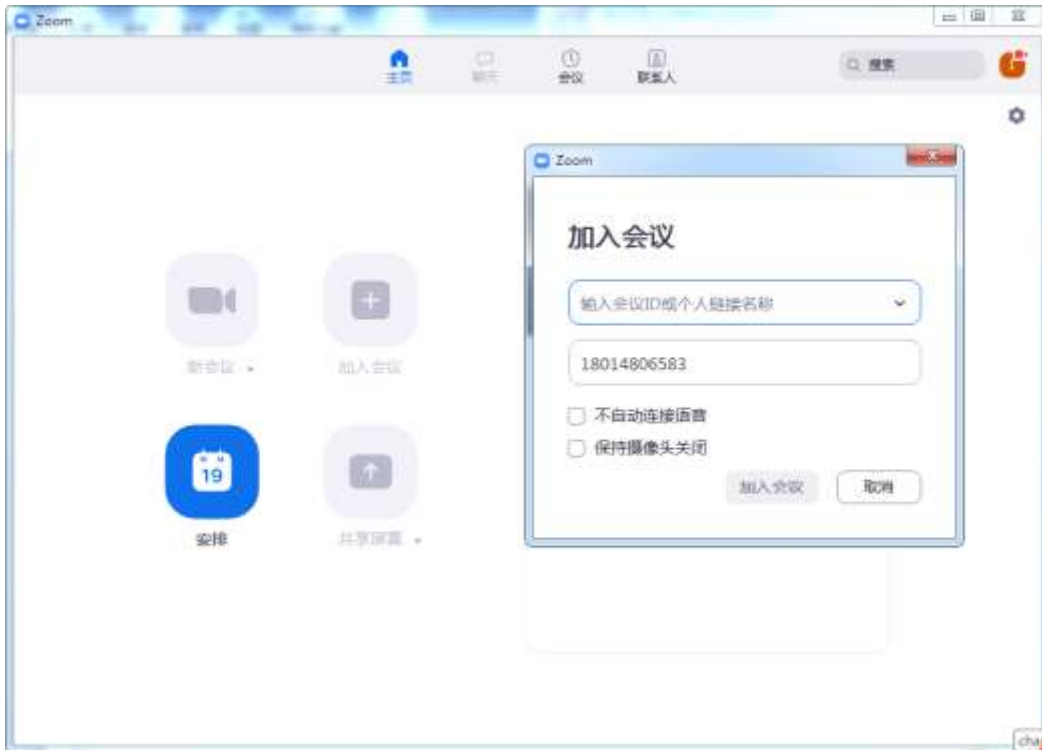 Zoom
主页
聊天
会议
联系人
搜索
Zoom
加入会议
输入会议ID或个人链接名称
18014806583
不自动连接语音
保持摄像头关闭
加入会议
取消
新会议
加入会议
19
安排
共享屏幕
cha